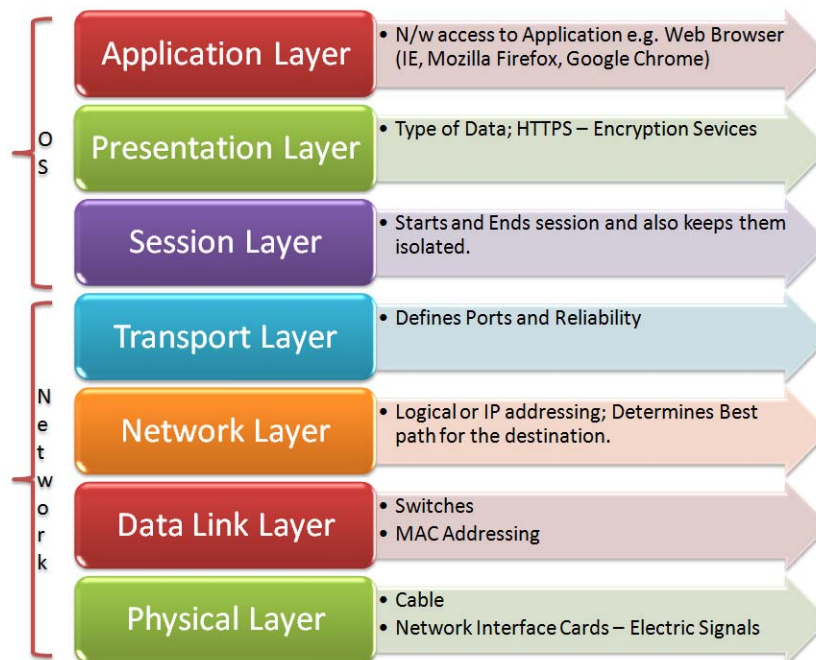 OS
Application Layer
• N/w access to Application e.g. Web Browser
(IE, Mozilla Firefox, Google Chrome)
Presentation Layer
• Type of Data; HTTPS – Encryption Sevices
Session Layer
• Starts and Ends session and also keeps them
isolated.
Network
Transport Layer
• Defines Ports and Reliability
Network Layer
• Logical or IP addressing; Determines Best
path for the destination.
Data Link Layer
• Switches
• MAC Addressing
Physical Layer
• Cable
• Network Interface Cards – Electric Signals